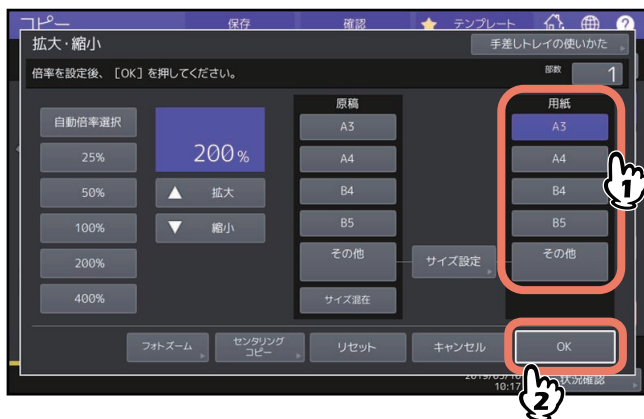 コピー 保存 確認 テンプレート ?
拡大・縮小 手差しトレイの使いかた
倍率を設定後、［OK］を押してください。 部数 1
原稿 用紙
自動倍率選択 A3 A3
25% 200% A4 A4
50% 拡大 B4 B4
100% 縮小 B5 B5
200% その他 サイズ設定 その他
400% サイズ混在
フォトズーム センタリング リセット キャンセル OK
コピー
10:17 状況確認
1
2